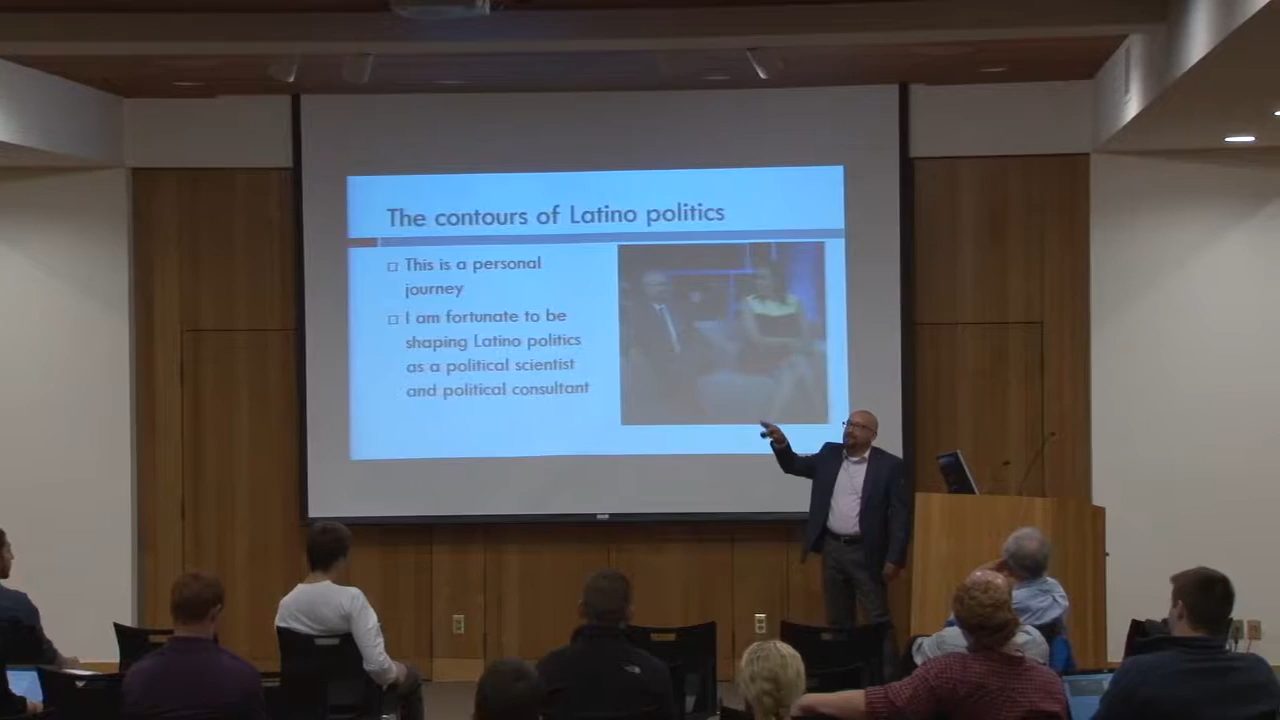 The contours of Latino politics
This is a personal
journey
I am fortunate to be
shaping Latino politics
as a political scientist
and political consultant